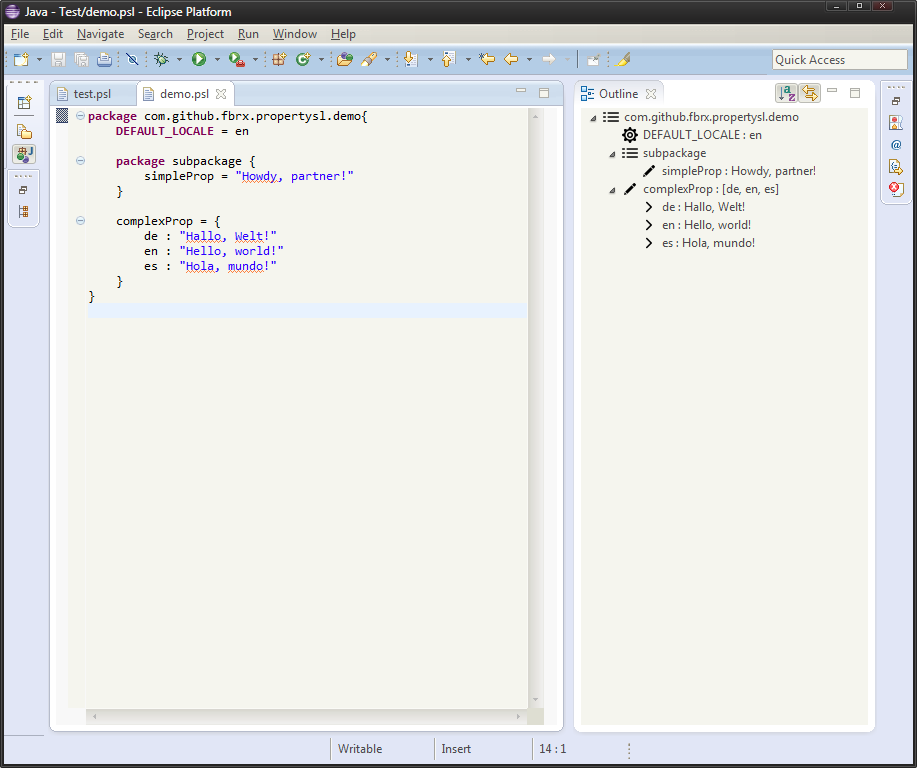 Java - Test/demo.psl - Eclipse Platform
File Edit Navigate Search Project Run Window Help
Quick Access
test.psl
demo.psl
package com.github.fbrx.propertysl.demo{
DEFAULT_LOCALE = en
package subpackage {
simpleProp = "Howdy, partner!"
}
complexProp = {
de : "Hallo, Welt!"
en : "Hello, world!"
es : "Hola, mundo!"
}
}
Outline
com.github.fbrx.propertysl.demo
DEFAULT_LOCALE : en
subpackage
simpleProp : Howdy, partner!
complexProp : [de, en, es]
de : Hallo, Welt!
en : Hello, world!
es : Hola, mundo!
Writable
Insert
14 : 1